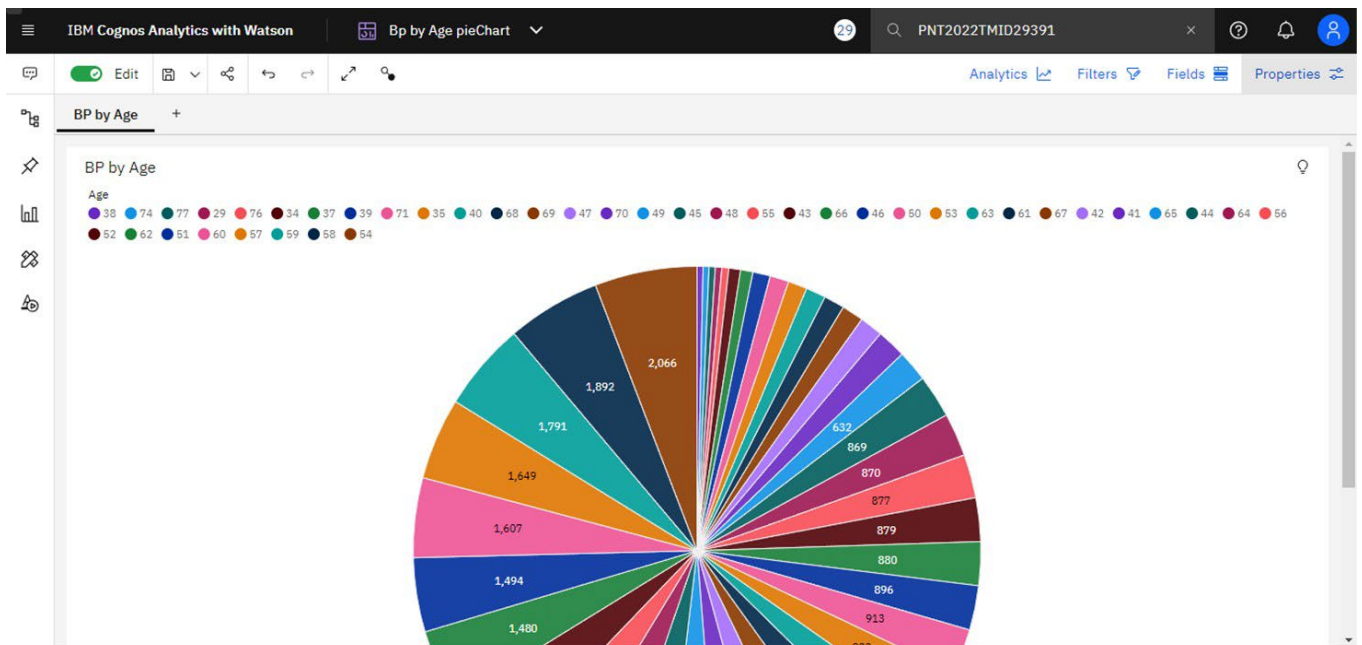 IBM Cognos Analytics with Watson Bp by Age pieChart 29 PNT2022TMID29391
Edit Analytics Filters Fields Properties
BP by Age +
BP by Age
Age
38 74 77 29 76 34 37 39 71 35 40 68 69 47 70 49 45 48 55 43 66 46 50 53 63 61 67 42 41 65 44 64 56
52 62 51 60 57 59 58 54
2,066
1,892
1,791
632
869
1,649
870
877
1,607
879
880
1,494
896
913
1,480